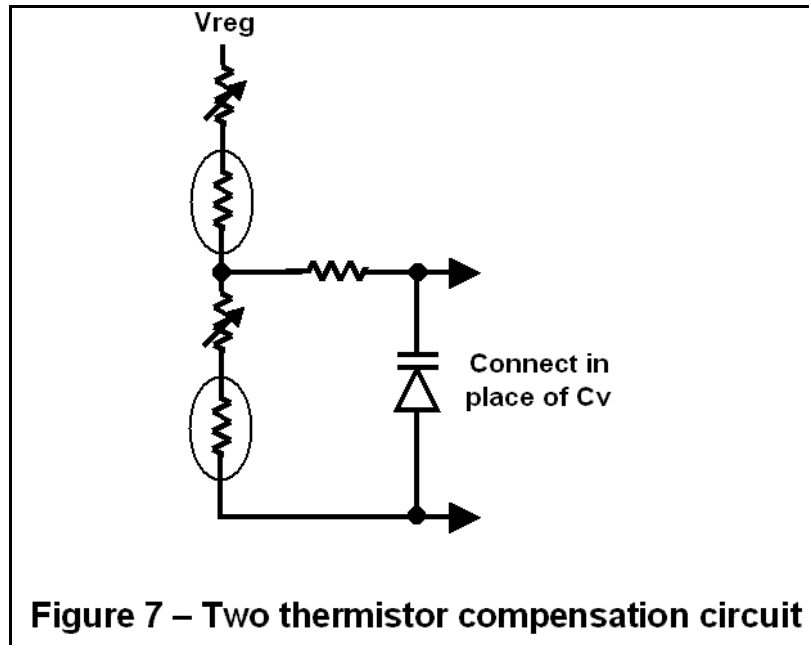 Vreg
Connect in
place of Cv
Figure 7 – Two thermistor compensation circuit